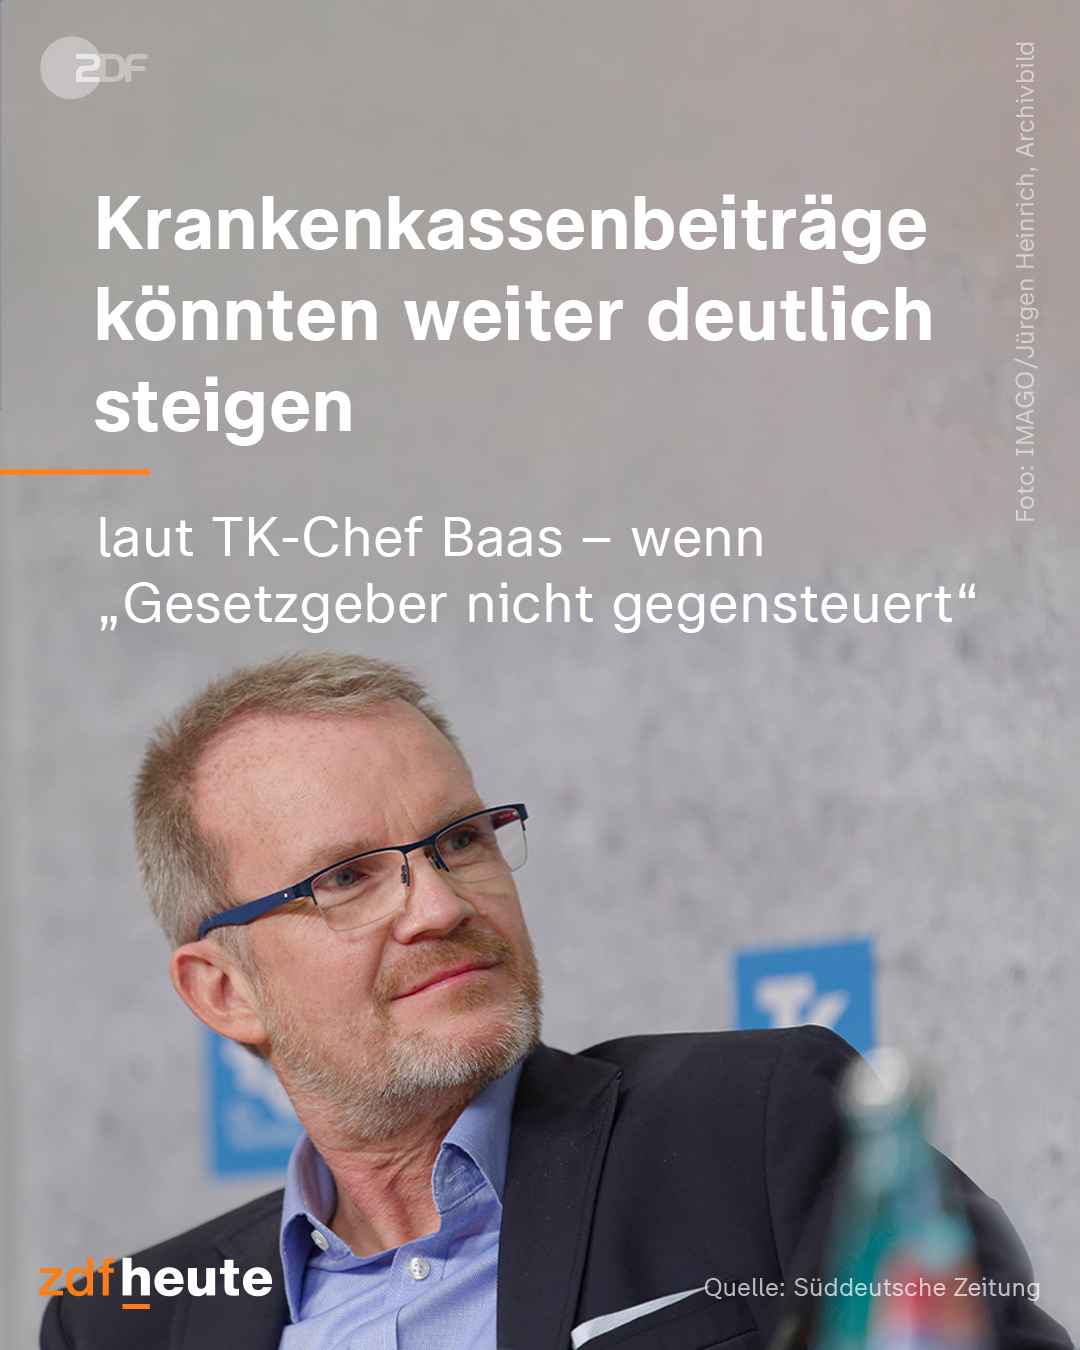 ZDF
Krankenkassenbeiträge
könnten weiter deutlich
steigen
laut TK-Chef Baas – wenn
„Gesetzgeber nicht gegensteuert“
Foto: IMAGO/Jürgen Heinrich, Archivbild
TK
zdfheute
Quelle: Süddeutsche Zeitung